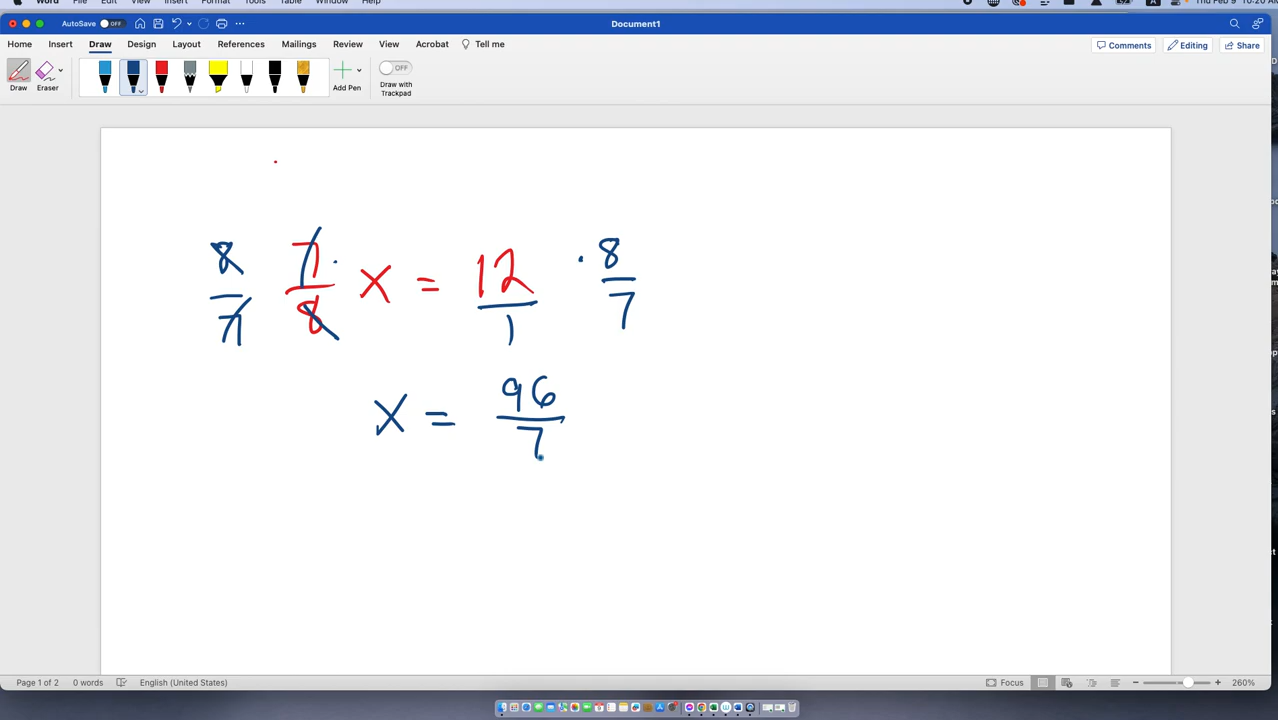 Word File Edit View Insert Format Tools Window Help
AutoSave OFF Document1
Home Insert Draw Design Layout References Mailings Review View Acrobat Tell me Comments Editing Share
Draw Eraser Add Pen OFF Draw with Trackpad
8/7 7/8 · x = 12/1 · 8/7
x = 96/7
Page 1 of 2 0 words English (United States) Focus 260%